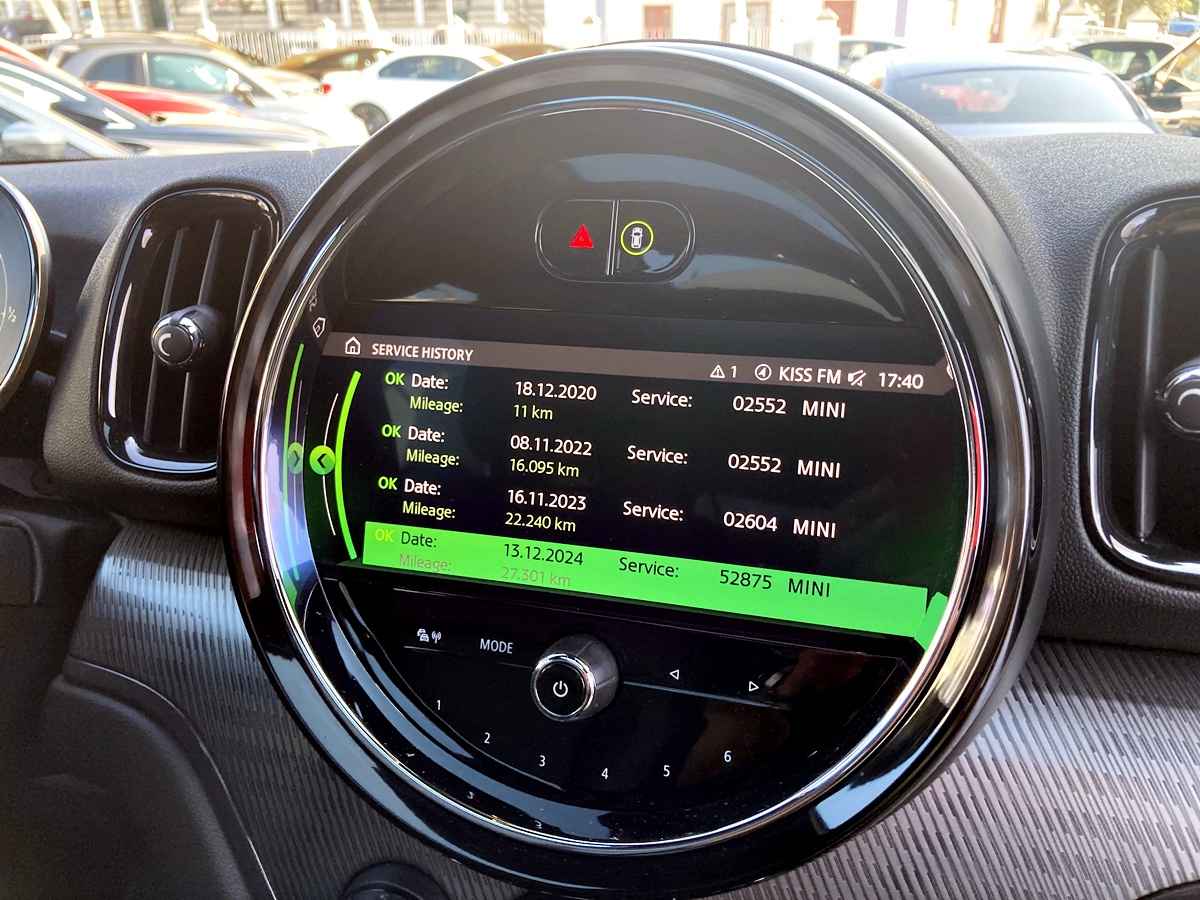 SERVICE HISTORY 1 4 KISS FM 17:40
OK Date: 18.12.2020 Service: 02552 MINI
Mileage: 11 km
OK Date: 08.11.2022 Service: 02552 MINI
Mileage: 16.095 km
OK Date: 16.11.2023 Service: 02604 MINI
Mileage: 22.240 km
OK Date: 13.12.2024 Service: 52875 MINI
Mileage: 27.301 km
MODE
1
2
3
4
5
6